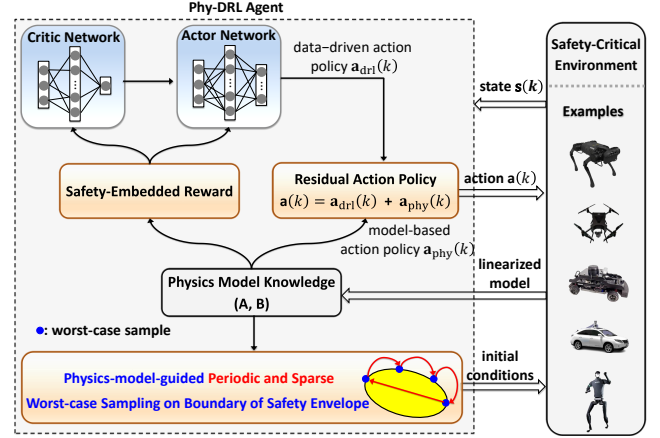 Phy-DRL Agent
Critic Network
Actor Network
data-driven action
policy a_drl(k)
Safety-Critical
Environment
state s(k)
Examples
Safety-Embedded Reward
Residual Action Policy
a(k) = a_drl(k) + a_phy(k)
action a(k)
model-based
action policy a_phy(k)
linearized
model
Physics Model Knowledge
(A, B)
: worst-case sample
Physics-model-guided Periodic and Sparse
Worst-case Sampling on Boundary of Safety Envelope
initial
conditions